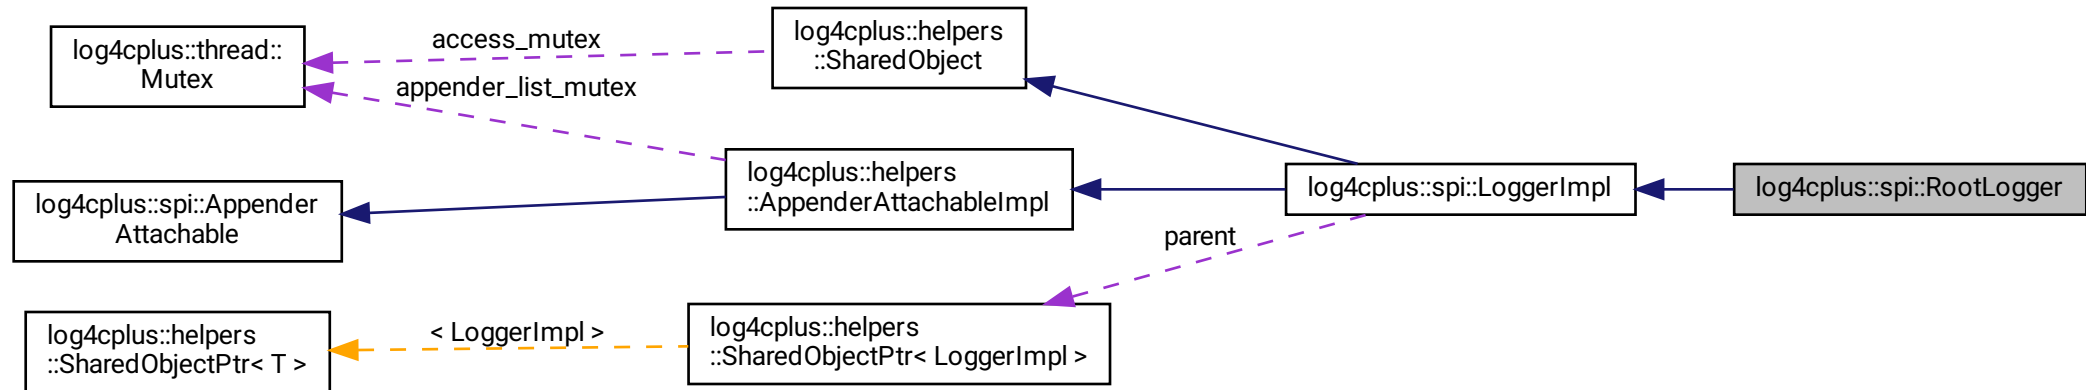 log4cplus::thread::
Mutex
access_mutex
appender_list_mutex
log4cplus::helpers
::SharedObject
log4cplus::spi::Appender
Attachable
log4cplus::helpers
::AppenderAttachableImpl
log4cplus::spi::LoggerImpl
log4cplus::spi::RootLogger
parent
log4cplus::helpers
::SharedObjectPtr< T >
< LoggerImpl >
log4cplus::helpers
::SharedObjectPtr< LoggerImpl >